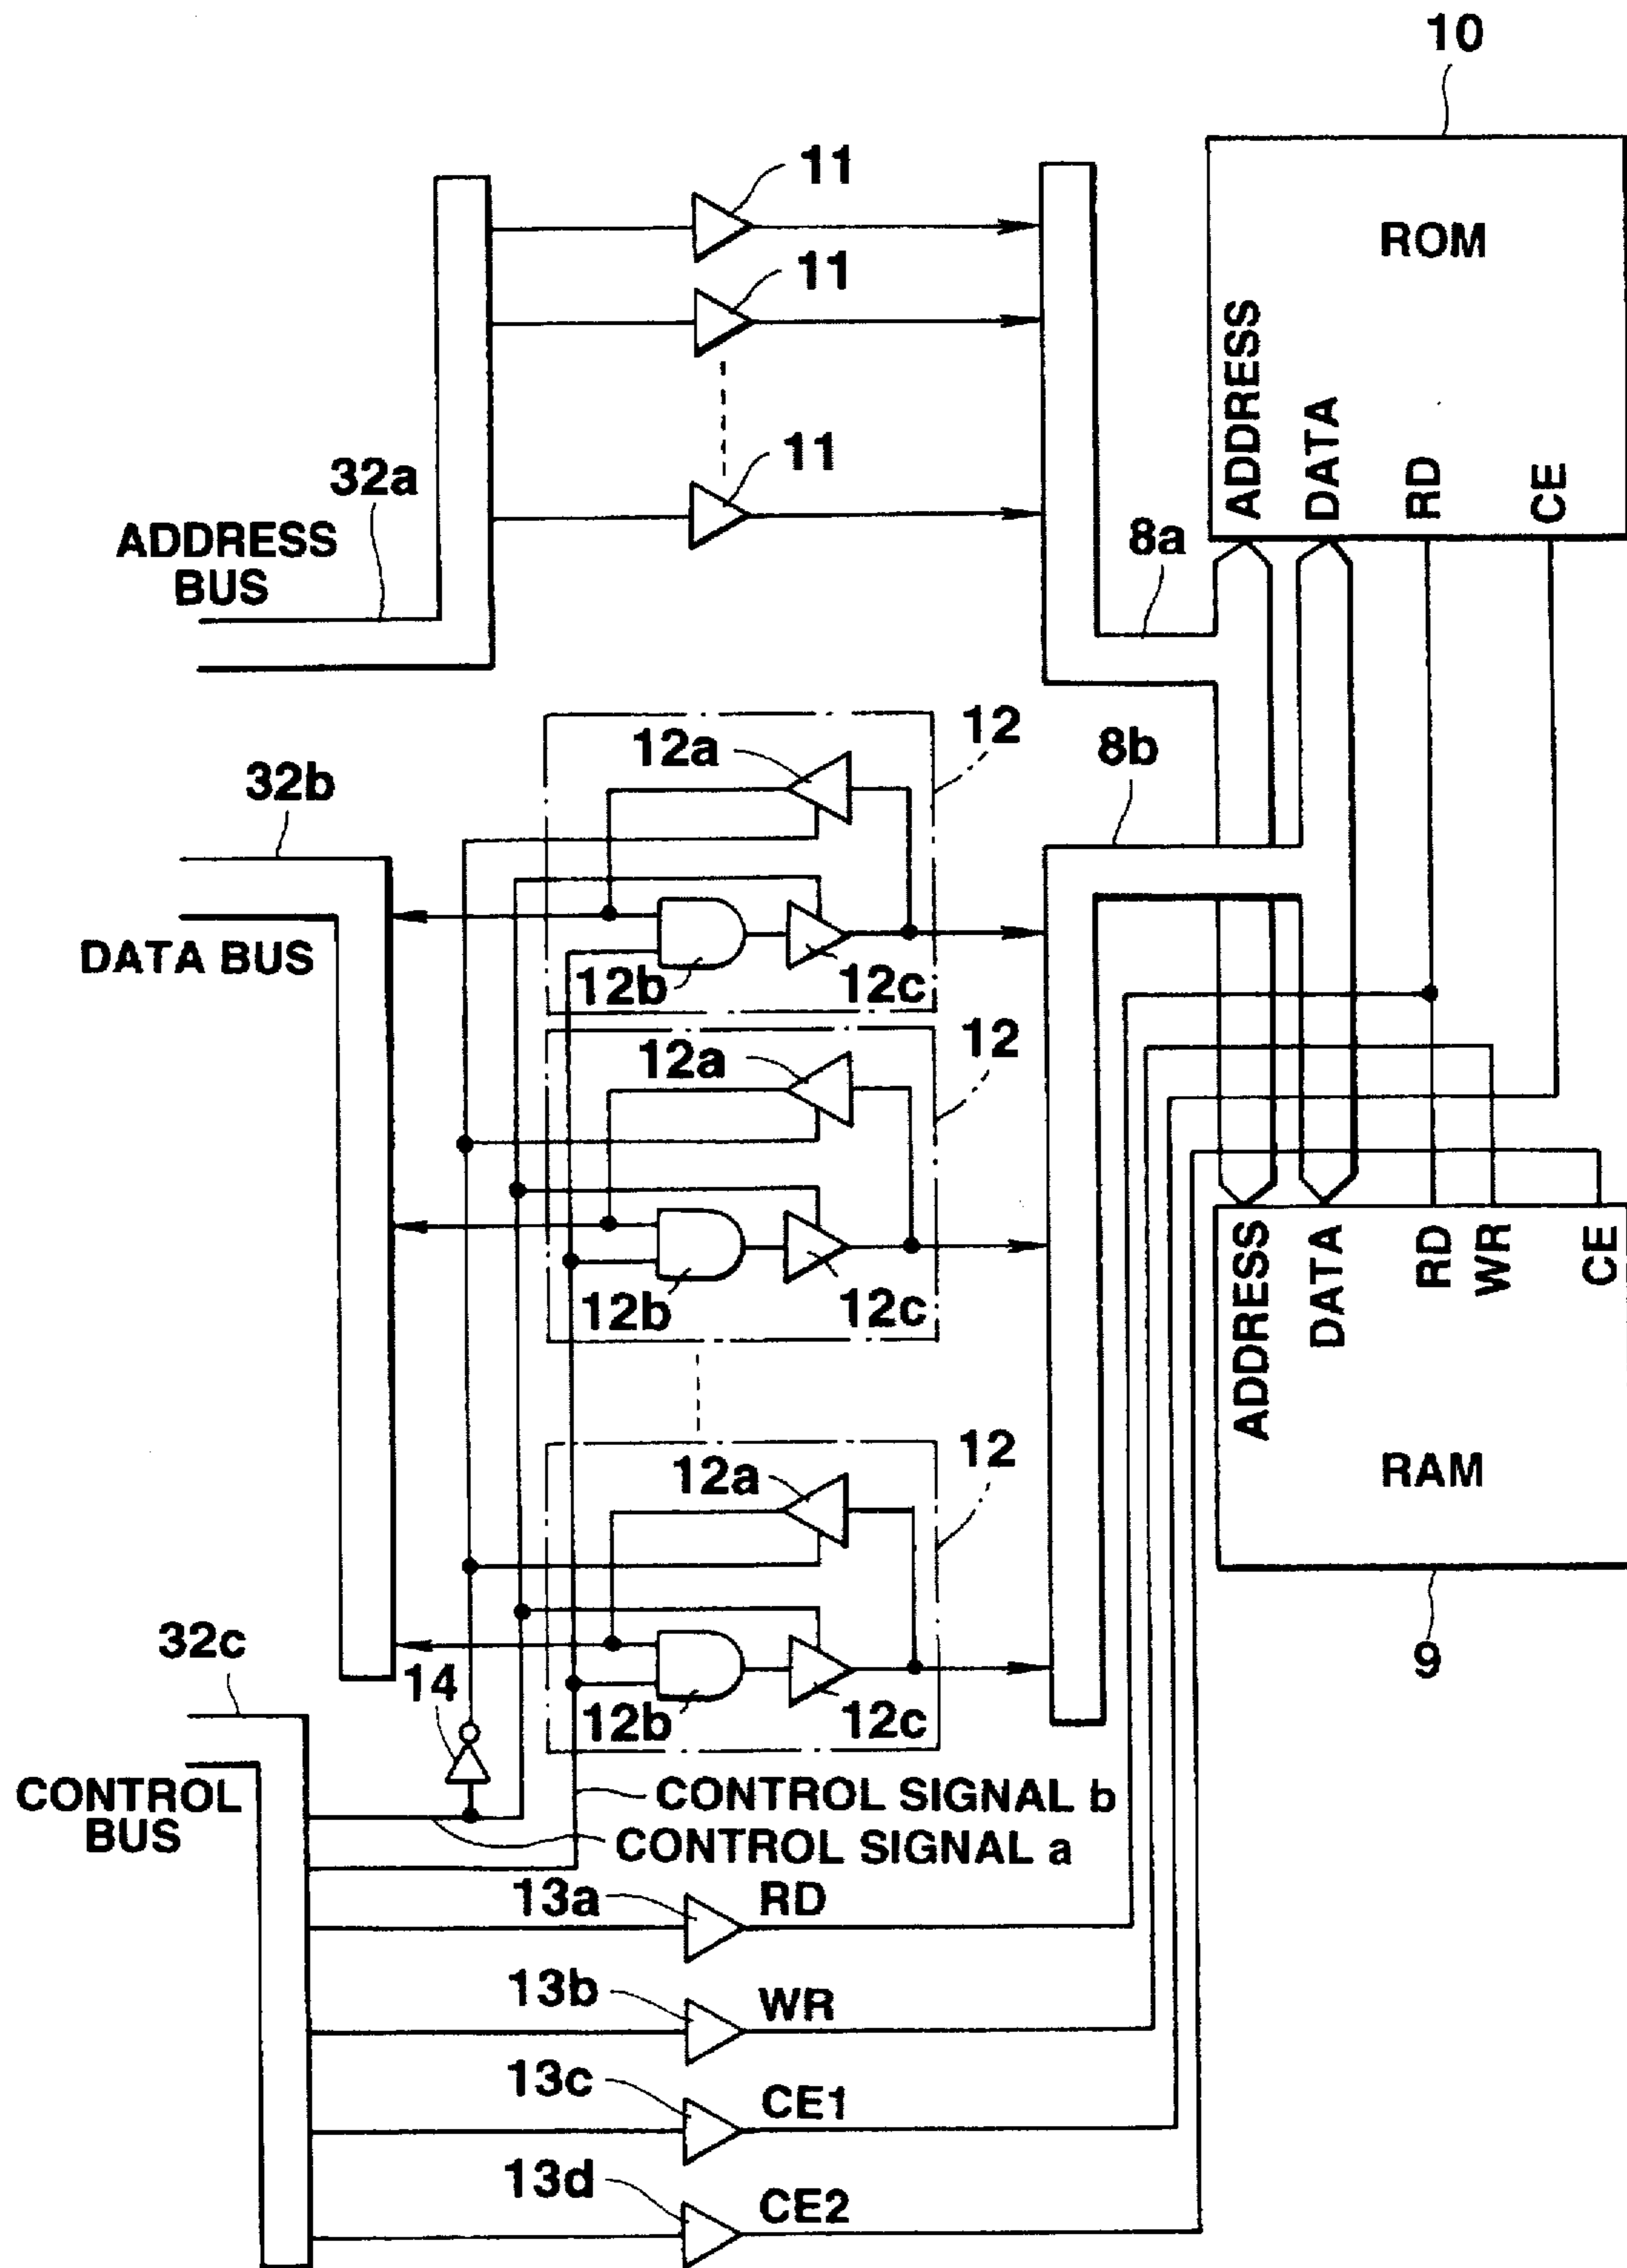 10
11
ROM
11
ADDRESS
DATA
RD
CE
11
32a
ADDRESS
BUS
8a
12
12a
8b
32b
DATA BUS
12b
12c
12
12a
12b
12c
ADDRESS
DATA
RD
WR
CE
12
12a
RAM
32c
14
9
12b
12c
CONTROL
BUS
CONTROL SIGNAL b
CONTROL SIGNAL a
13a
RD
13b
WR
13c
CE1
13d
CE2